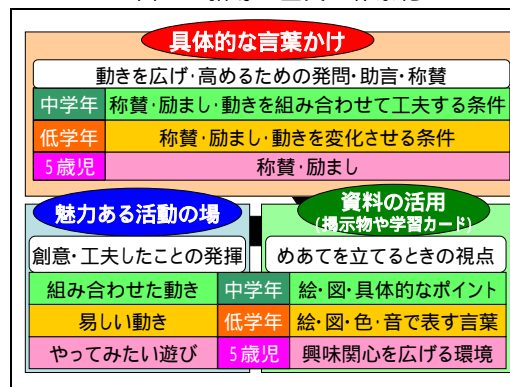 具体的な言葉かけ
動きを広げ・高めるための発問・助言・称賛
中学年 称賛・励まし・動きを組み合わせて工夫する条件
低学年 称賛・励まし・動きを変化させる条件
5歳児 称賛・励まし
魅力ある活動の場
創意・工夫したことの発揮
資料の活用
(掲示物や学習カード)
めあてを立てるときの視点
組み合わせた動き 中学年 絵・図・具体的なポイント
易しい動き 低学年 絵・図・色・音で表す言葉
やってみたい遊び 5歳児 興味関心を広げる環境